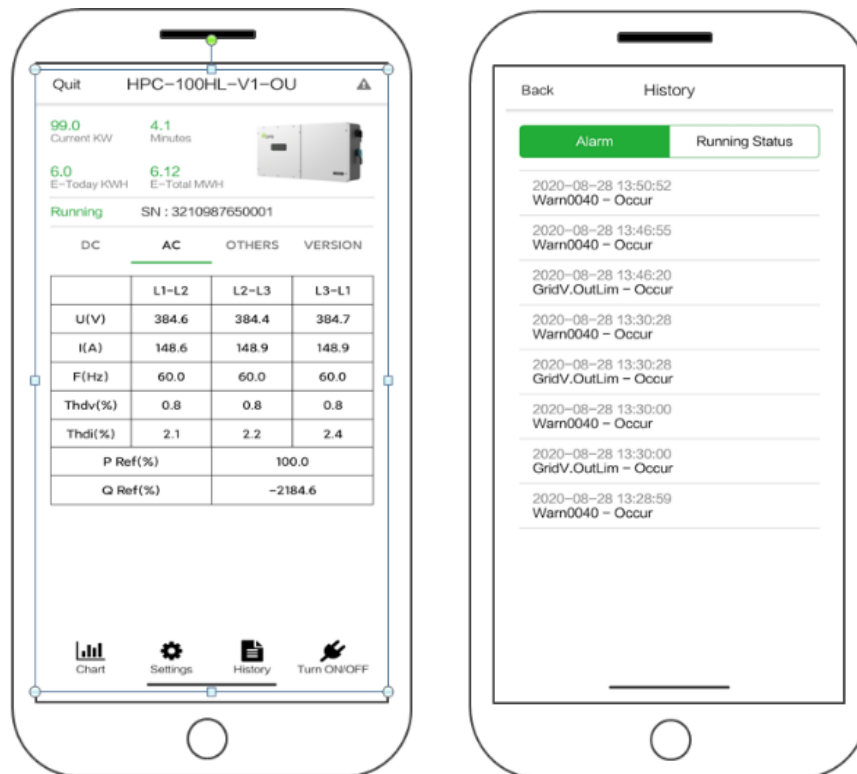 Quit HPC-100HL-V1-OU
99.0 4.1
Current KW Minutes
6.0 6.12
E-Today KWH E-Total MWH
Running SN : 3210987650001
DC AC OTHERS VERSION
L1-L2 L2-L3 L3-L1
U(V) 384.6 384.4 384.7
I(A) 148.6 148.9 148.9
F(Hz) 60.0 60.0 60.0
Thdv(%) 0.8 0.8 0.8
Thdi(%) 2.1 2.2 2.4
P Ref(%) 100.0
Q Ref(%) -2184.6
Chart Settings History Turn ON/OFF
Back History
Alarm Running Status
2020-08-28 13:50:52
Warn0040 - Occur
2020-08-28 13:46:55
Warn0040 - Occur
2020-08-28 13:46:20
GridV.OutLim - Occur
2020-08-28 13:30:28
Warn0040 - Occur
2020-08-28 13:30:28
GridV.OutLim - Occur
2020-08-28 13:30:00
Warn0040 - Occur
2020-08-28 13:30:00
GridV.OutLim - Occur
2020-08-28 13:28:59
Warn0040 - Occur